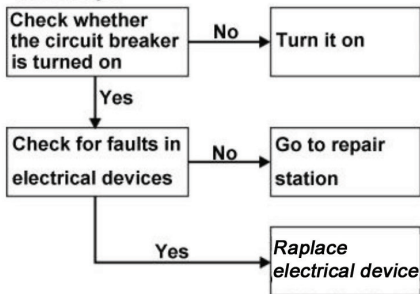 Check whether
the circuit breaker
is turned on
No
Turn it on
Yes
Check for faults in
electrical devices
No
Go to repair
station
Yes
Raplace
electrical device